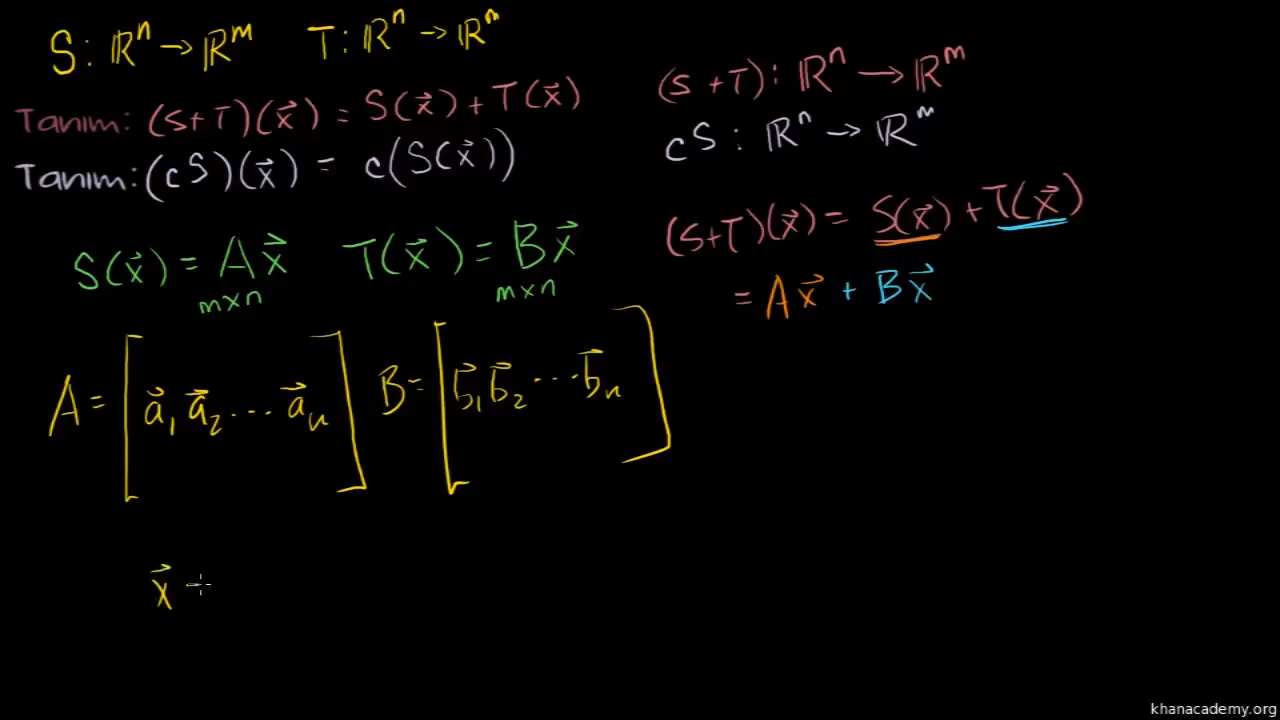 S: ℝⁿ → ℝᵐ T: ℝⁿ → ℝᵐ
Tanım: (S+T)(x⃗) = S(x⃗) + T(x⃗)
Tanım: (cS)(x⃗) = c(S(x⃗))
(S+T): ℝⁿ → ℝᵐ
cS: ℝⁿ → ℝᵐ
S(x⃗) = Ax⃗ T(x⃗) = Bx⃗
m×n m×n
(S+T)(x⃗) = S(x⃗) + T(x⃗)
= Ax⃗ + Bx⃗
A = [a⃗₁ a⃗₂ ... a⃗ₙ] B = [b⃗₁ b⃗₂ ... b⃗ₙ]
x⃗ -
khanacademy.org